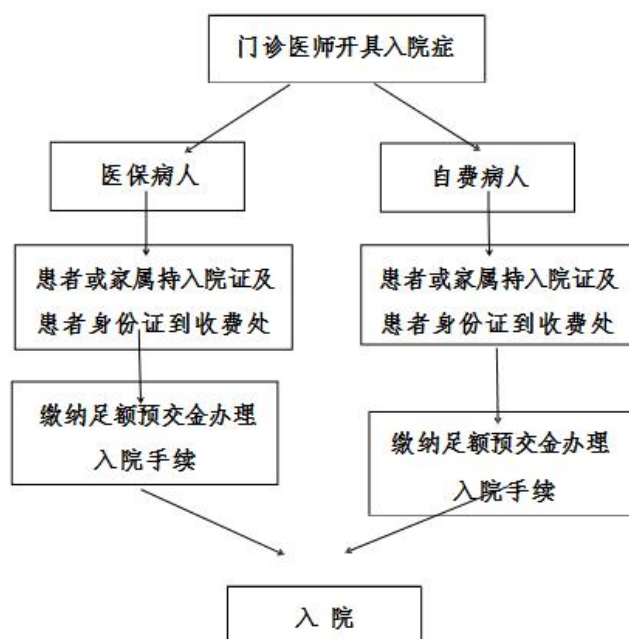 门诊医师开具入院症
医保病人
自费病人
患者或家属持入院证及
患者身份证到收费处
患者或家属持入院证及
患者身份证到收费处
缴纳足额预交金办理
入院手续
缴纳足额预交金办理
入院手续
入 院